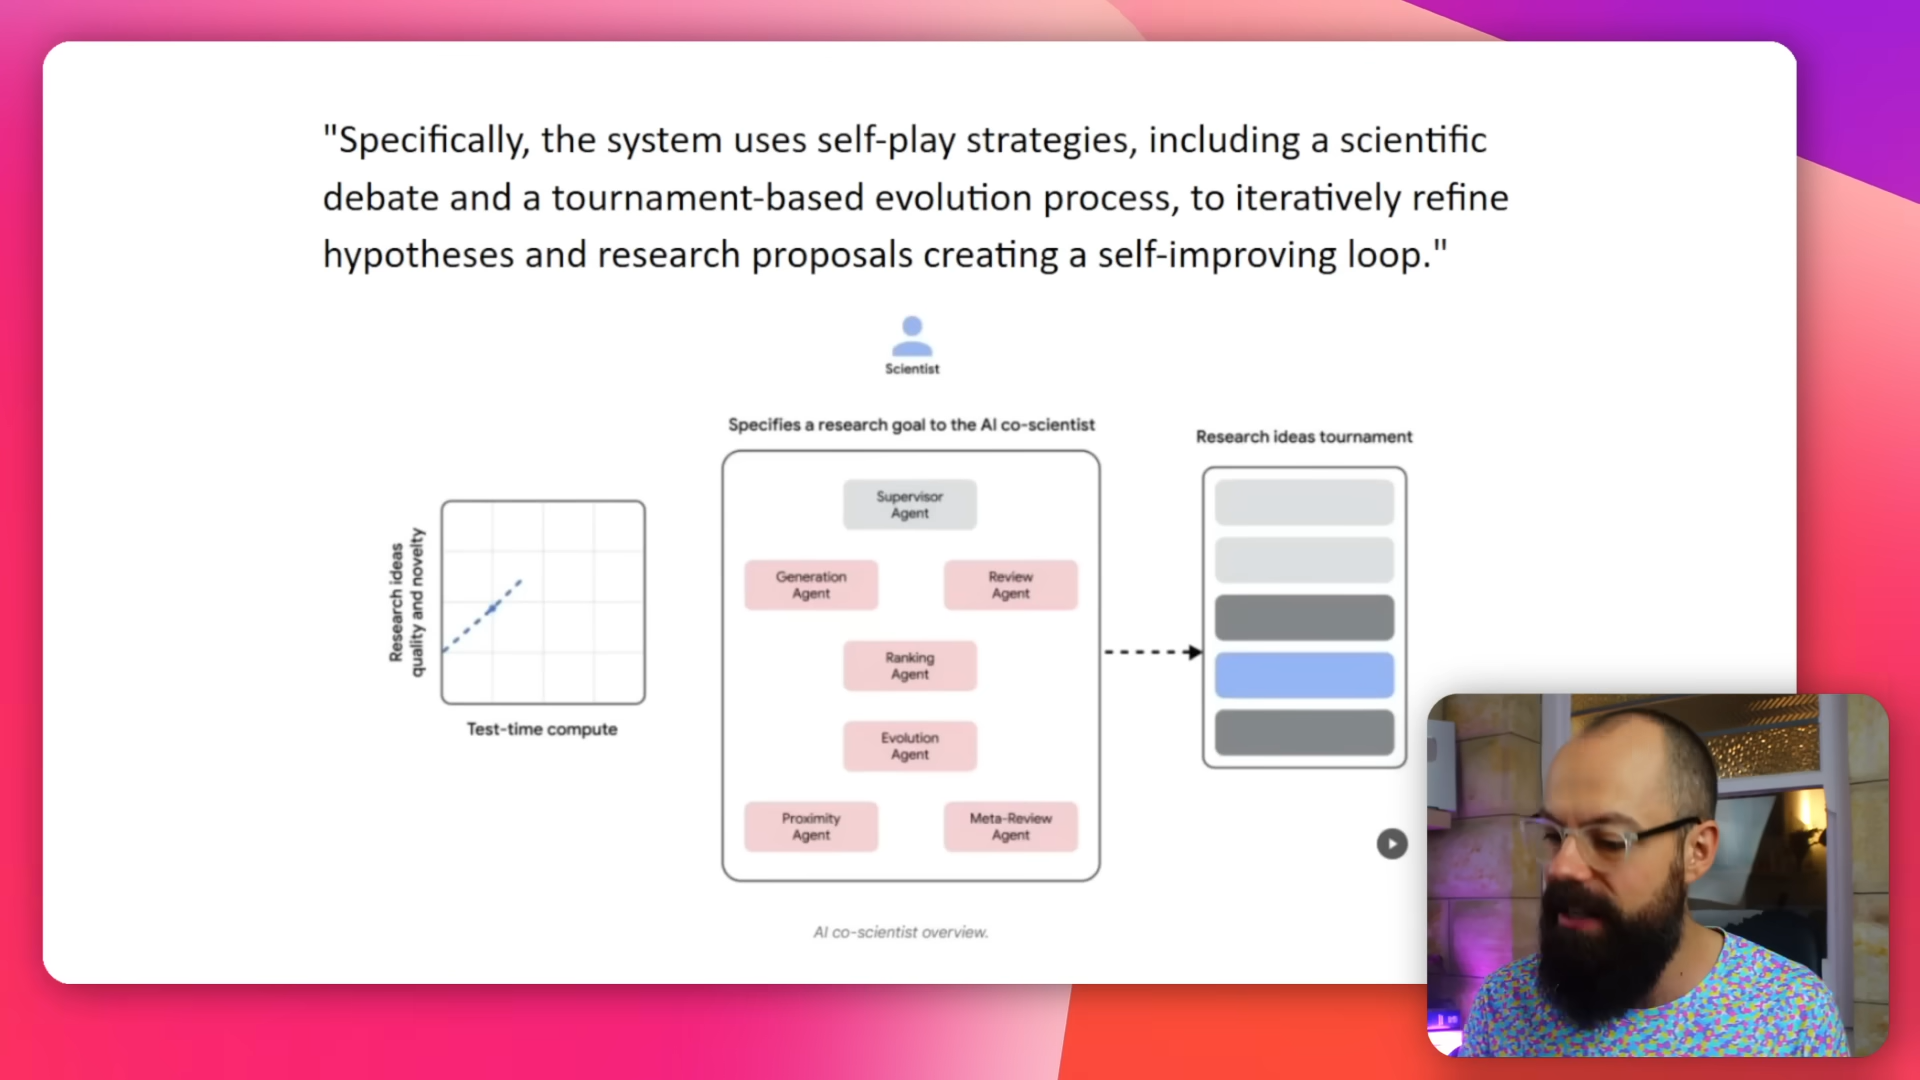 "Specifically, the system uses self-play strategies, including a scientific
debate and a tournament-based evolution process, to iteratively refine
hypotheses and research proposals creating a self-improving loop."
Scientist
Specifies a research goal to the AI co-scientist
Research ideas tournament
Supervisor
Agent
Generation
Agent
Review
Agent
Ranking
Agent
Evolution
Agent
Proximity
Agent
Meta-Review
Agent
Research ideas
quality and novelty
Test-time compute
AI co-scientist overview.